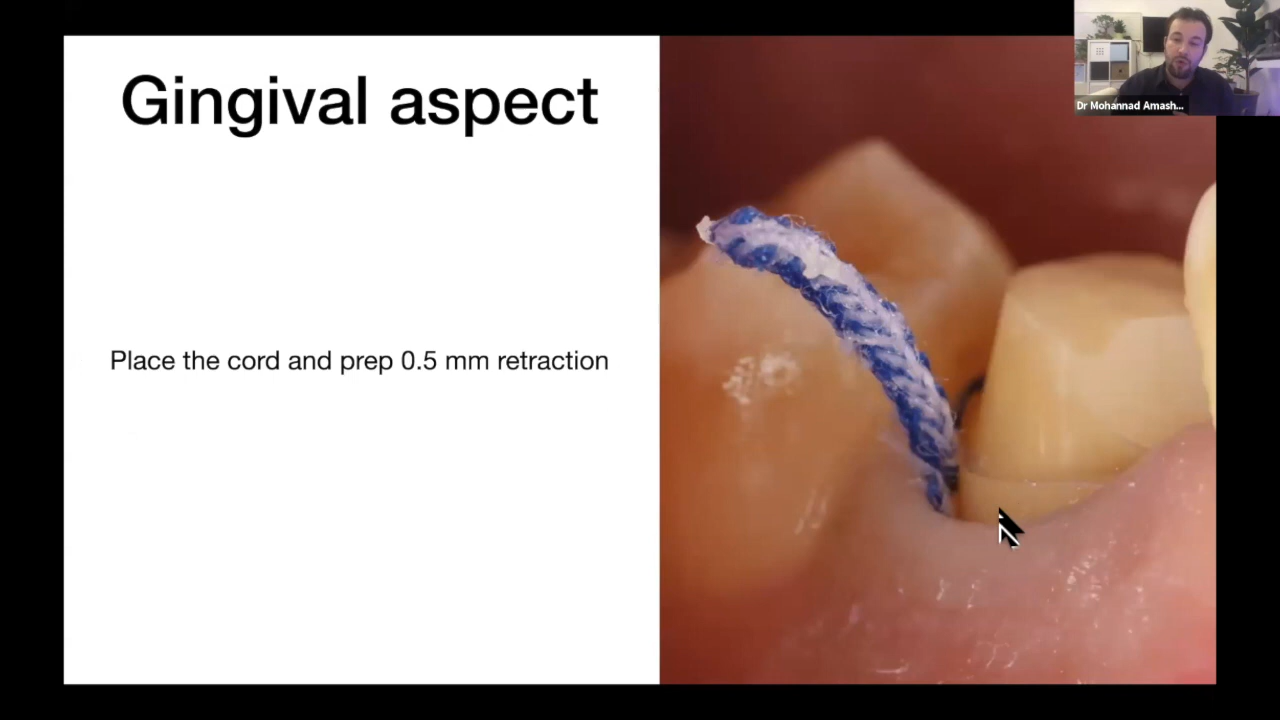 Gingival aspect
Dr Mohannad Amash...
Place the cord and prep 0.5 mm retraction